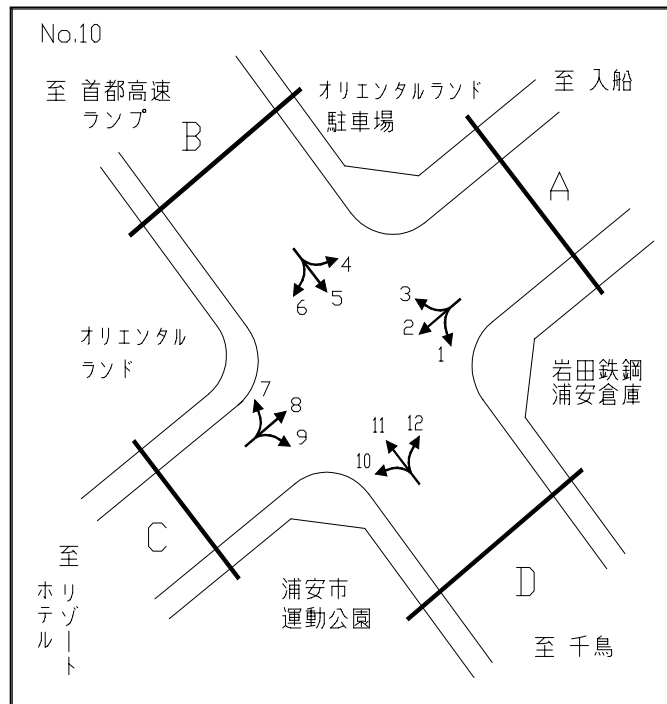 No.10
至 首都高速
ランプ
B
オリエンタルランド
駐車場
至 入船
A
4
5
6
3
2
1
オリエンタル
ランド
岩田鉄鋼
浦安倉庫
7
8
9
10
11
12
C
至 リゾート
ホテル
浦安市
運動公園
D
至 千鳥